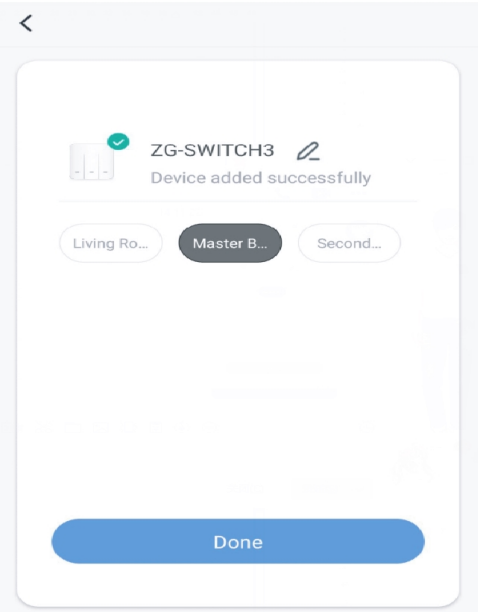 ZG-SWITCH3
Device added successfully
Living Ro...
Master B...
Second...
Done